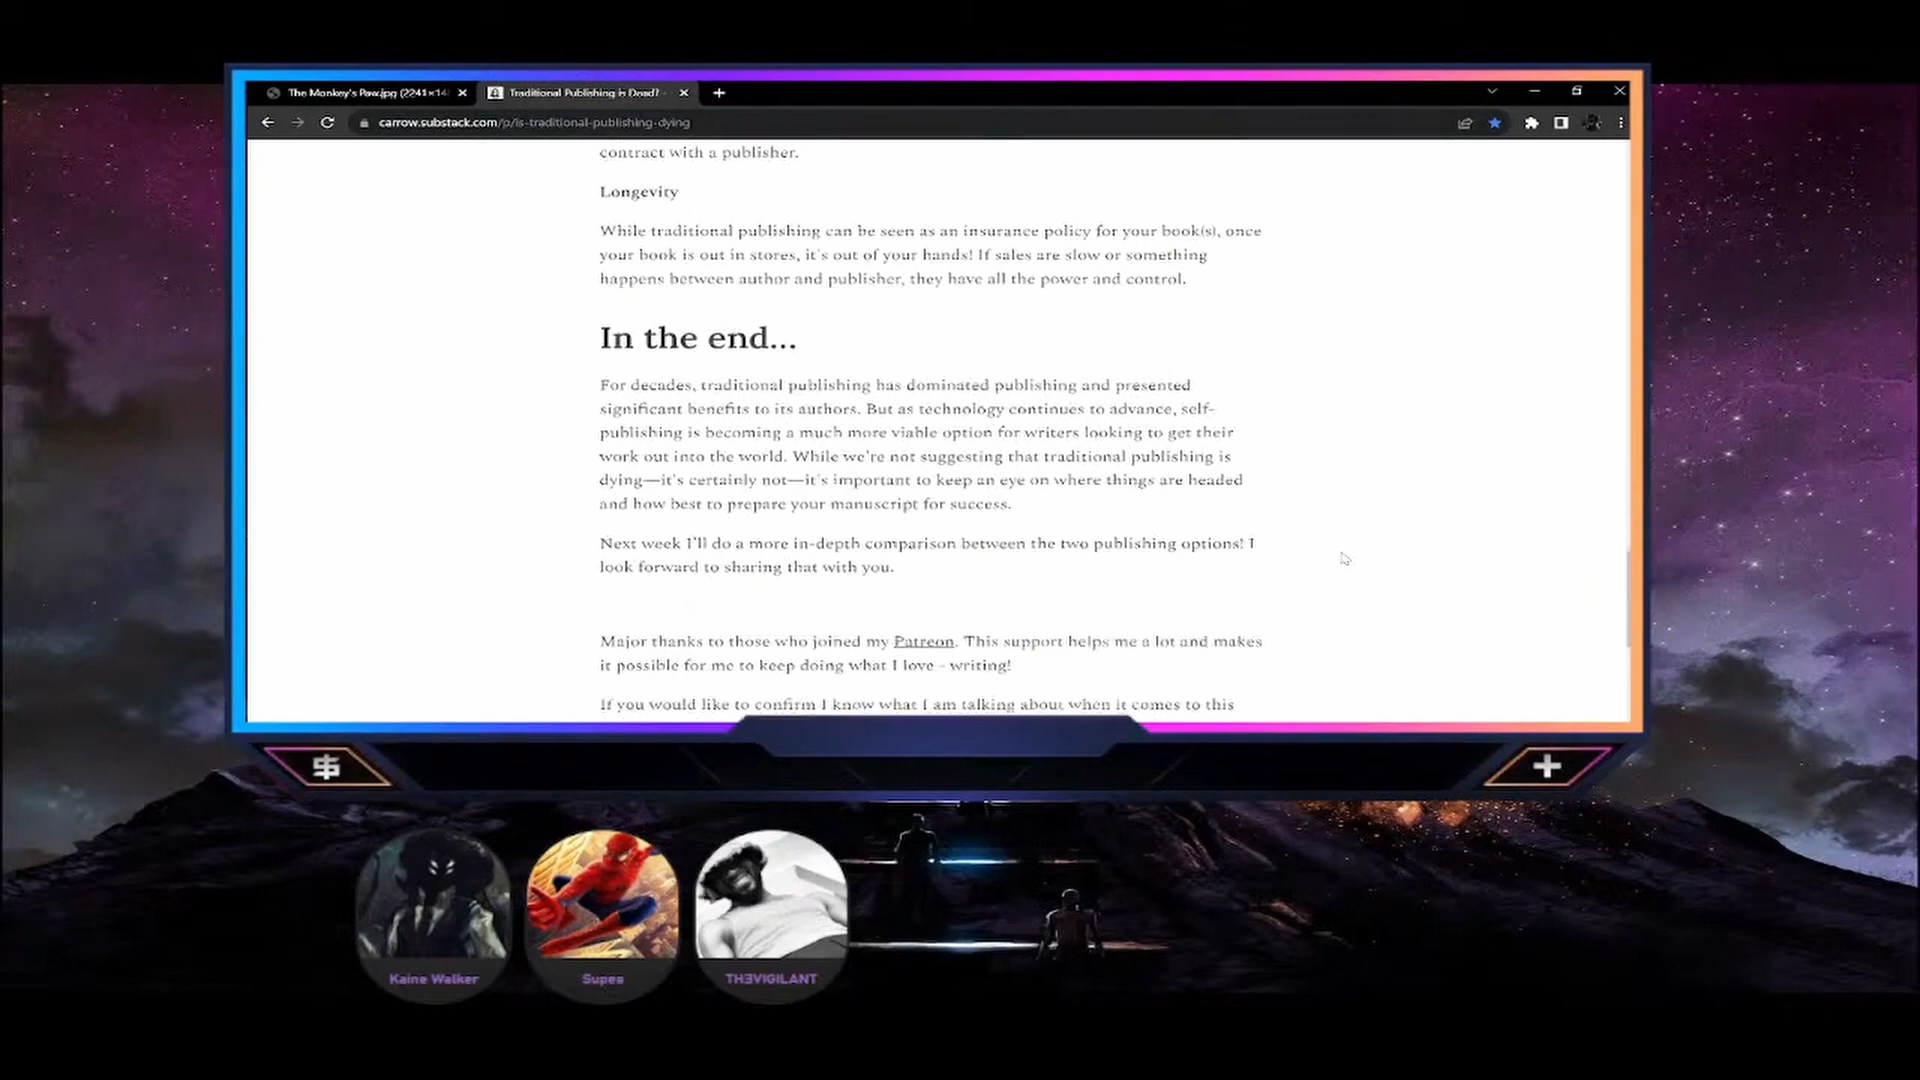 The Monkey's Paw.jpg (2241×14
Traditional Publishing is Dead? -
carrow.substack.com/p/is-traditional-publishing-dying
contract with a publisher.
Longevity
While traditional publishing can be seen as an insurance policy for your book(s), once
your book is out in stores, it's out of your hands! If sales are slow or something
happens between author and publisher, they have all the power and control.
In the end...
For decades, traditional publishing has dominated publishing and presented
significant benefits to its authors. But as technology continues to advance, self-
publishing is becoming a much more viable option for writers looking to get their
work out into the world. While we're not suggesting that traditional publishing is
dying—it's certainly not—it's important to keep an eye on where things are headed
and how best to prepare your manuscript for success.
Next week I'll do a more in-depth comparison between the two publishing options! I
look forward to sharing that with you.
Major thanks to those who joined my Patreon. This support helps me a lot and makes
it possible for me to keep doing what I love - writing!
If you would like to confirm I know what I am talking about when it comes to this
$
+
Kaine Walker
Supes
THƎVIGILANT